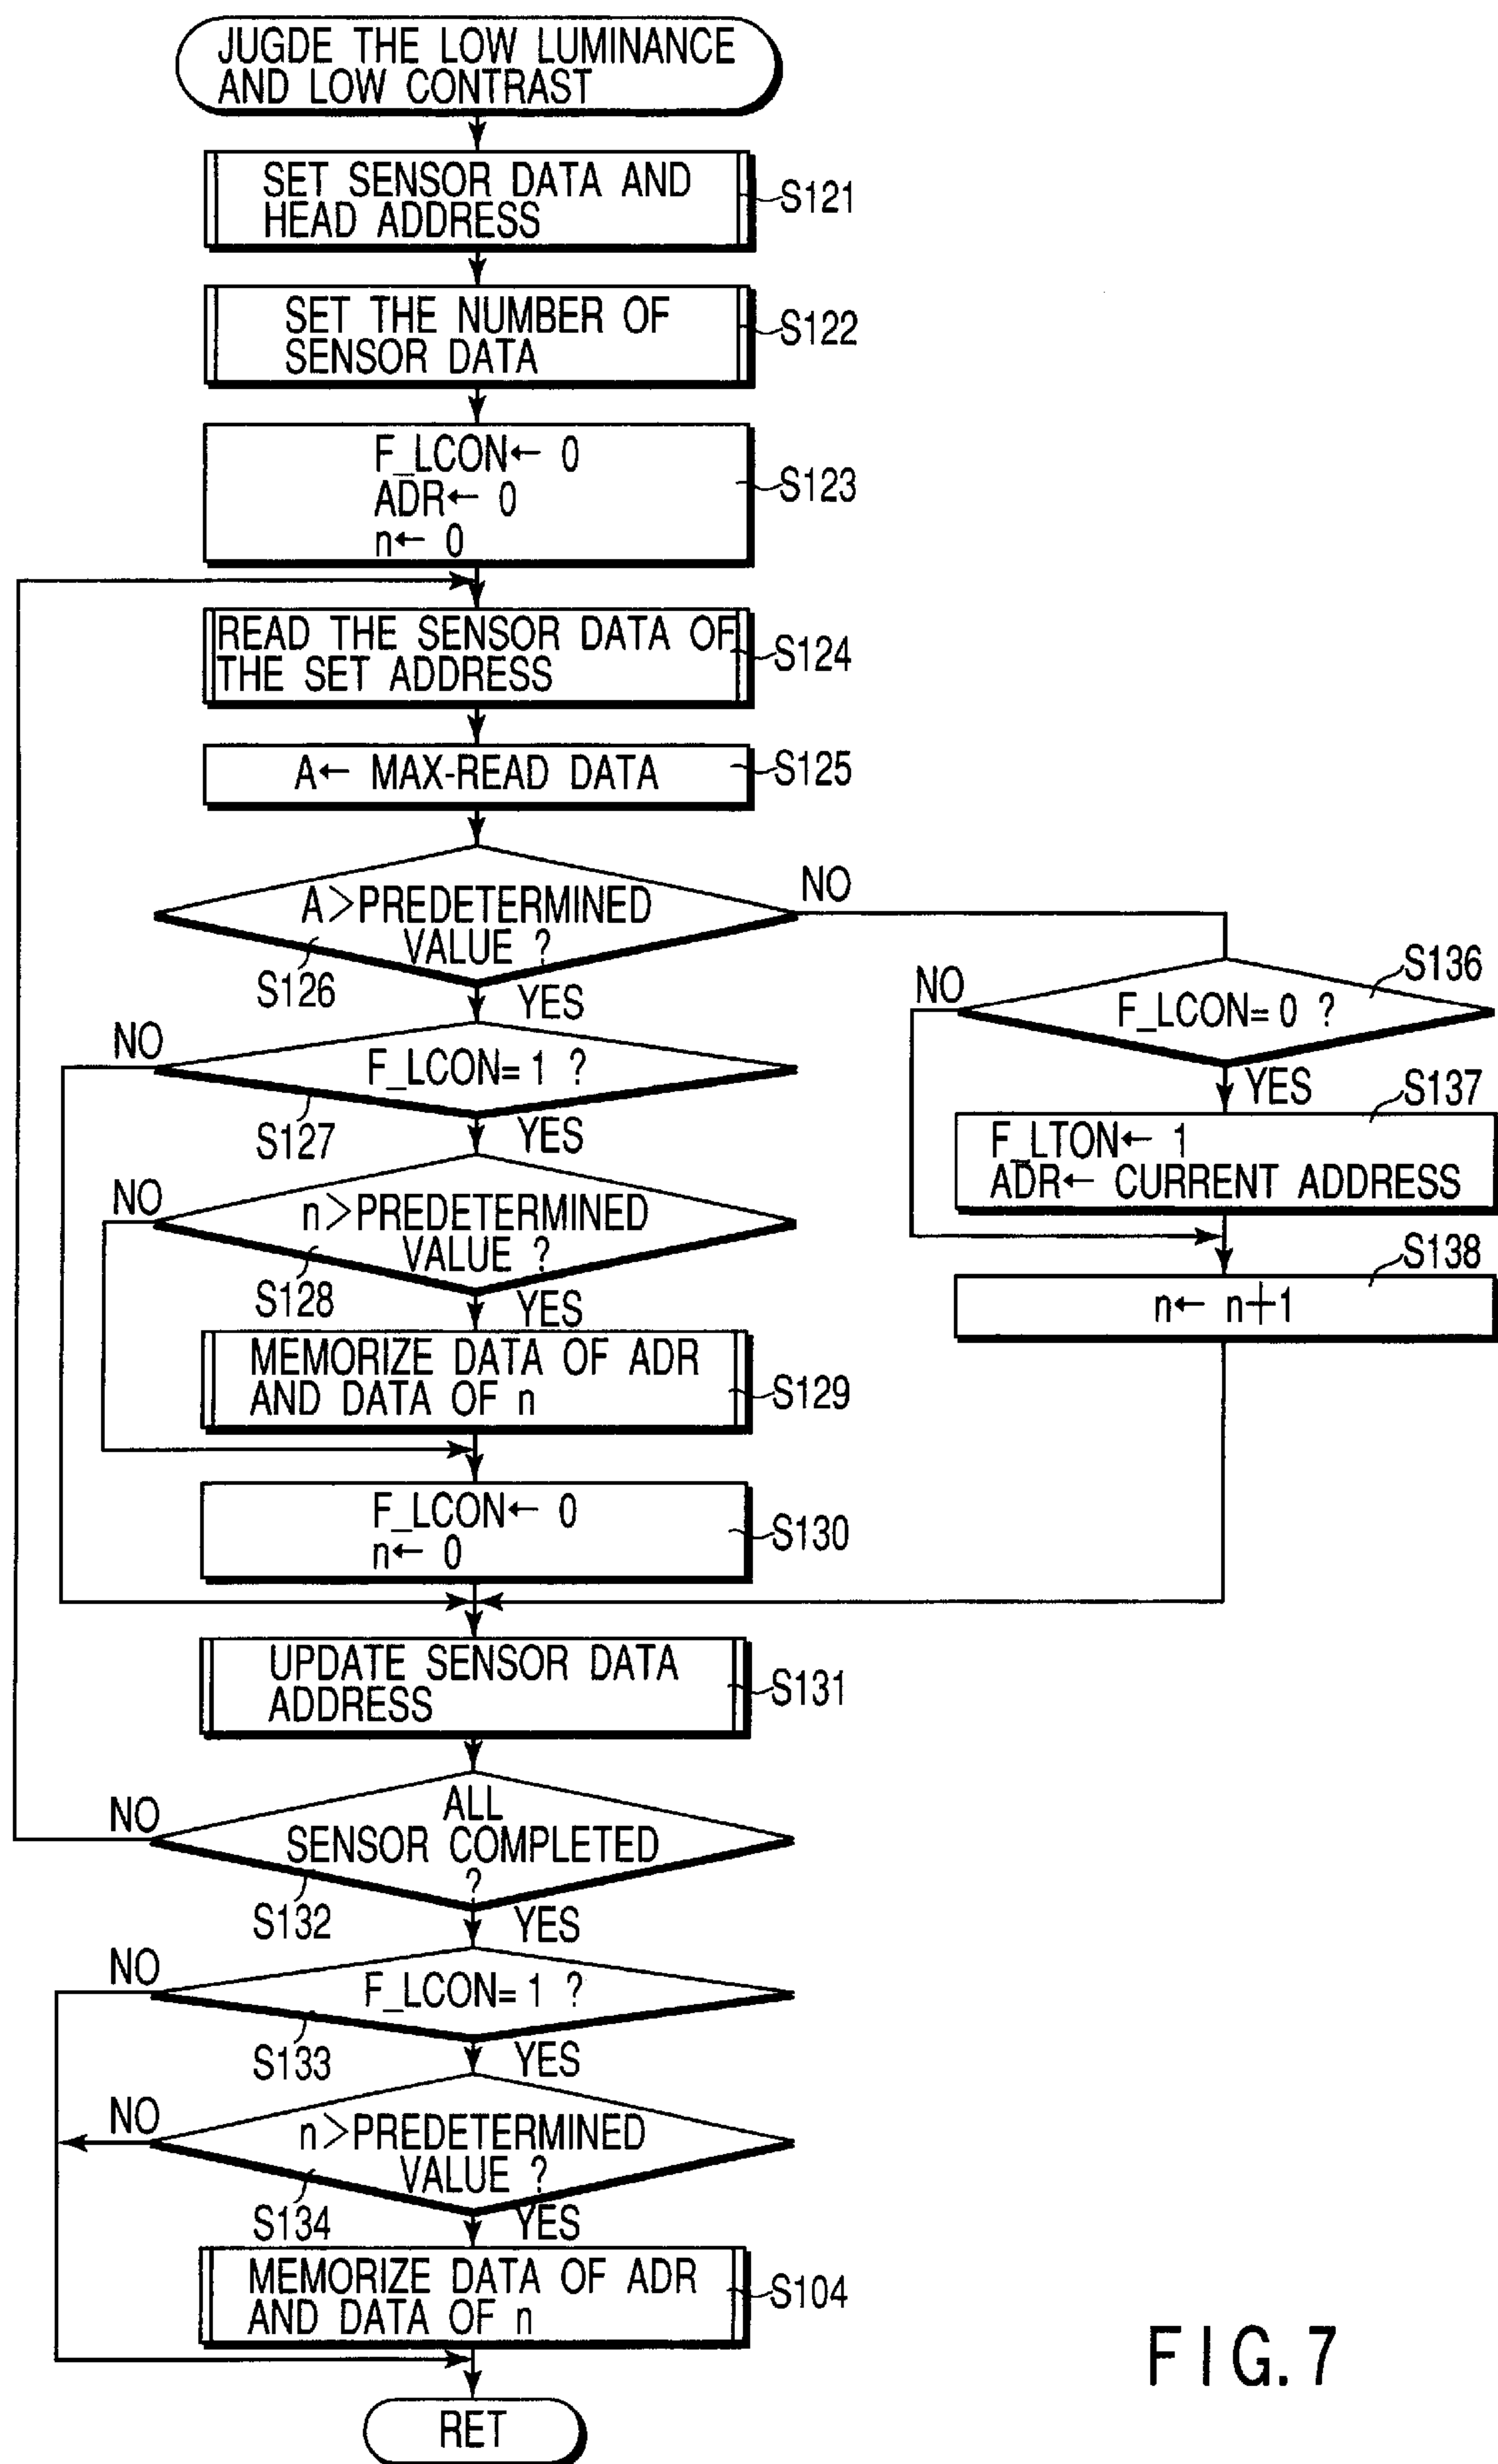 JUGDE THE LOW LUMINANCE
AND LOW CONTRAST
SET SENSOR DATA AND
HEAD ADDRESS
S121
SET THE NUMBER OF
SENSOR DATA
S122
F_LCON← 0
ADR← 0
n← 0
S123
READ THE SENSOR DATA OF
THE SET ADDRESS
S124
A← MAX-READ DATA
S125
A>PREDETERMINED
VALUE ?
S126
NO
YES
F_LCON=0 ?
S136
NO
YES
F_LTON← 1
ADR← CURRENT ADDRESS
S137
n← n+1
S138
F_LCON=1 ?
S127
NO
YES
n>PREDETERMINED
VALUE ?
S128
NO
YES
MEMORIZE DATA OF ADR
AND DATA OF n
S129
F_LCON← 0
n← 0
S130
UPDATE SENSOR DATA
ADDRESS
S131
ALL
SENSOR COMPLETED
?
S132
NO
YES
F_LCON=1 ?
S133
NO
YES
n>PREDETERMINED
VALUE ?
S134
NO
YES
MEMORIZE DATA OF ADR
AND DATA OF n
S104
RET
FIG. 7